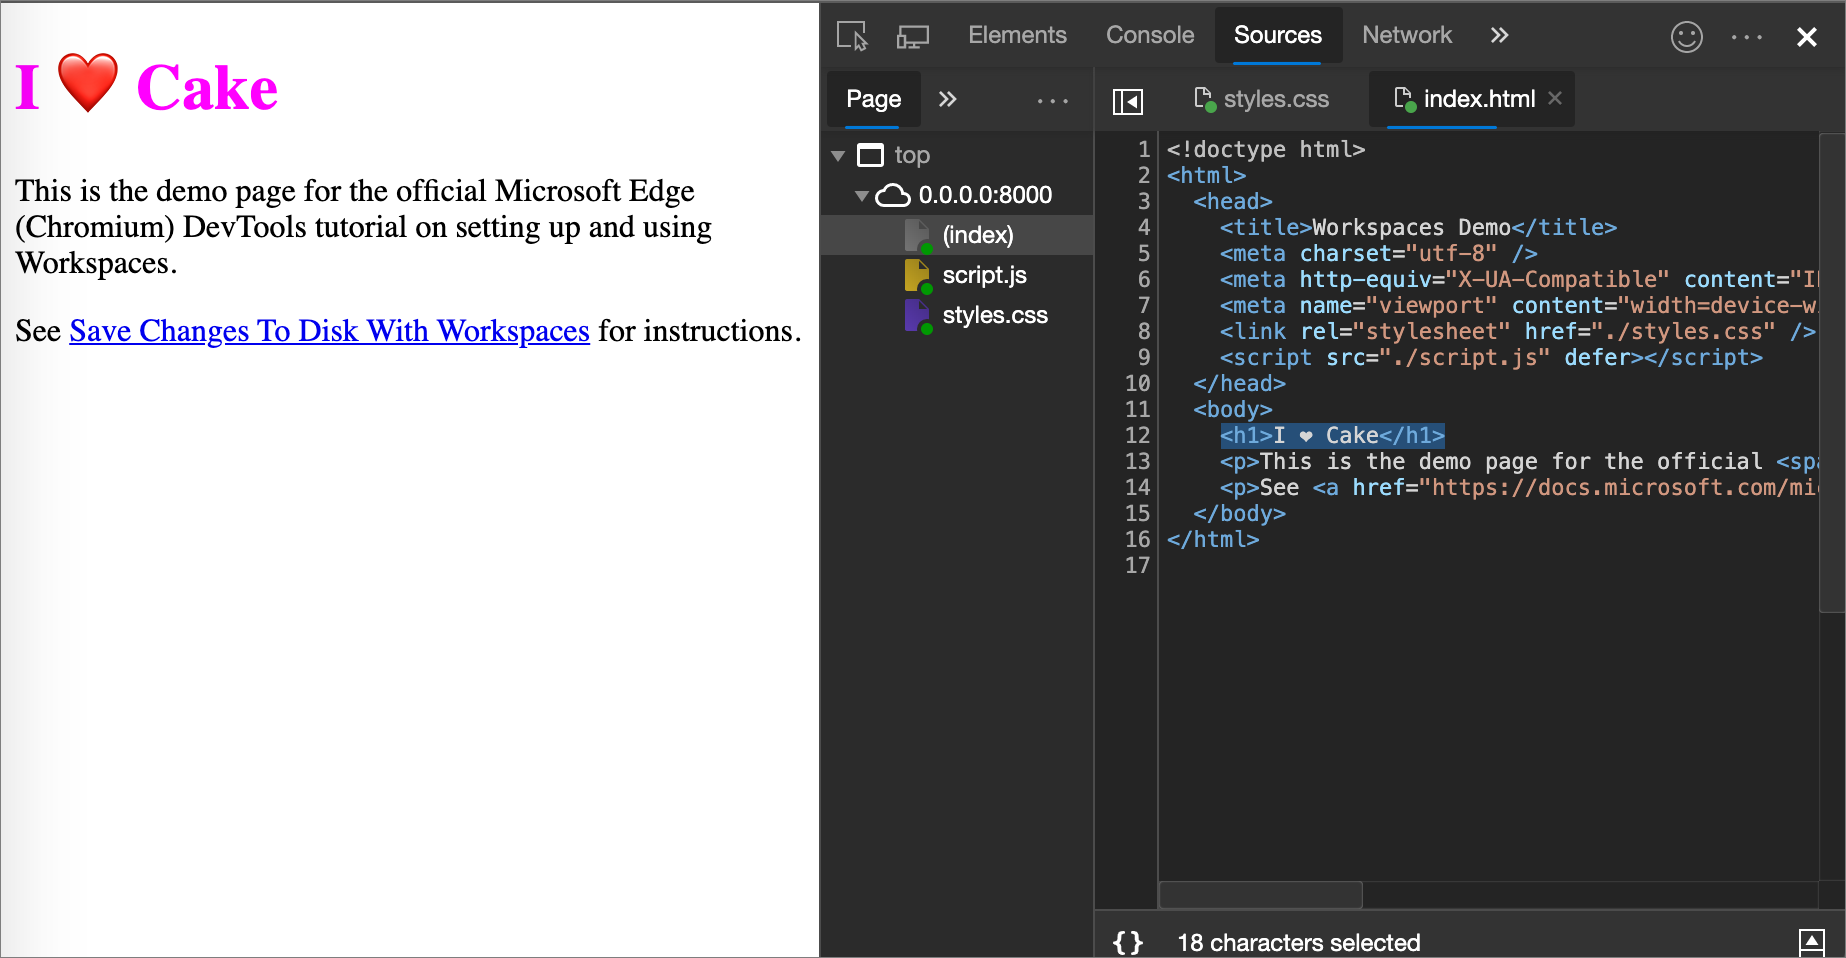 I ❤️ Cake
This is the demo page for the official Microsoft Edge
(Chromium) DevTools tutorial on setting up and using
Workspaces.
See Save Changes To Disk With Workspaces for instructions.
Elements Console Sources Network
Page
top
0.0.0.0:8000
(index)
script.js
styles.css
styles.css index.html
1 <!doctype html>
2 <html>
3 <head>
4 <title>Workspaces Demo</title>
5 <meta charset="utf-8" />
6 <meta http-equiv="X-UA-Compatible" content="
7 <meta name="viewport" content="width=device-w
8 <link rel="stylesheet" href="./styles.css" />
9 <script src="./script.js" defer></script>
10 </head>
11 <body>
12 <h1>I ❤ Cake</h1>
13 <p>This is the demo page for the official <spa
14 <p>See <a href="https://docs.microsoft.com/mi
15 </body>
16 </html>
17
{} 18 characters selected